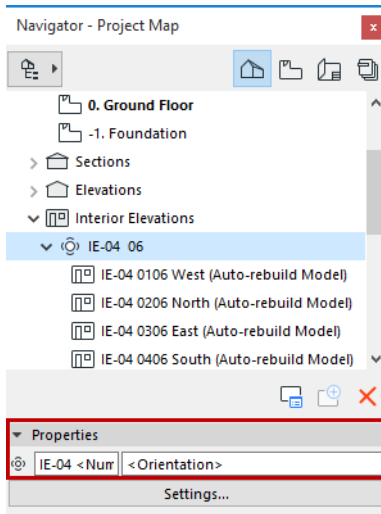 Navigator - Project Map
0. Ground Floor
-1. Foundation
Sections
Elevations
Interior Elevations
IE-04 06
IE-04 0106 West (Auto-rebuild Model)
IE-04 0206 North (Auto-rebuild Model)
IE-04 0306 East (Auto-rebuild Model)
IE-04 0406 South (Auto-rebuild Model)
Properties
IE-04 <Num <Orientation>
Settings...